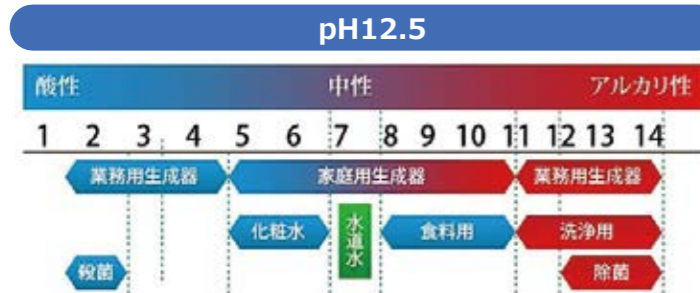 pH12.5
酸性 中性 アルカリ性
1 2 3 4 5 6 7 8 9 10 11 12 13 14
業務用生成器 家庭用生成器 業務用生成器
化粧水 水道水 食料用 洗浄用
殺菌 除菌